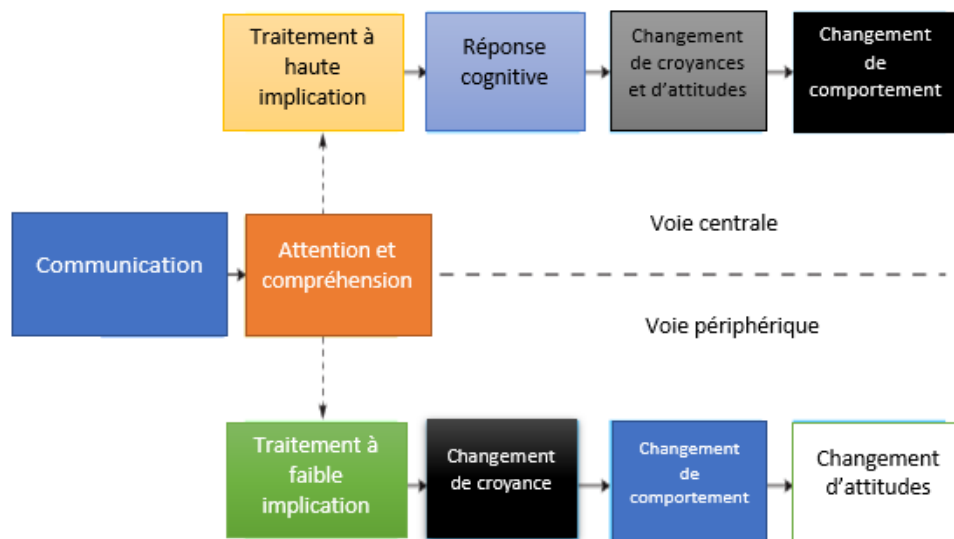 Traitement à
haute
implication
Réponse
cognitive
Changement
de croyances
et d'attitudes
Changement
de
comportement
Communication
Attention et
compréhension
Voie centrale
Voie périphérique
Traitement à
faible
implication
Changement
de croyance
Changement
de
comportement
Changement
d'attitudes